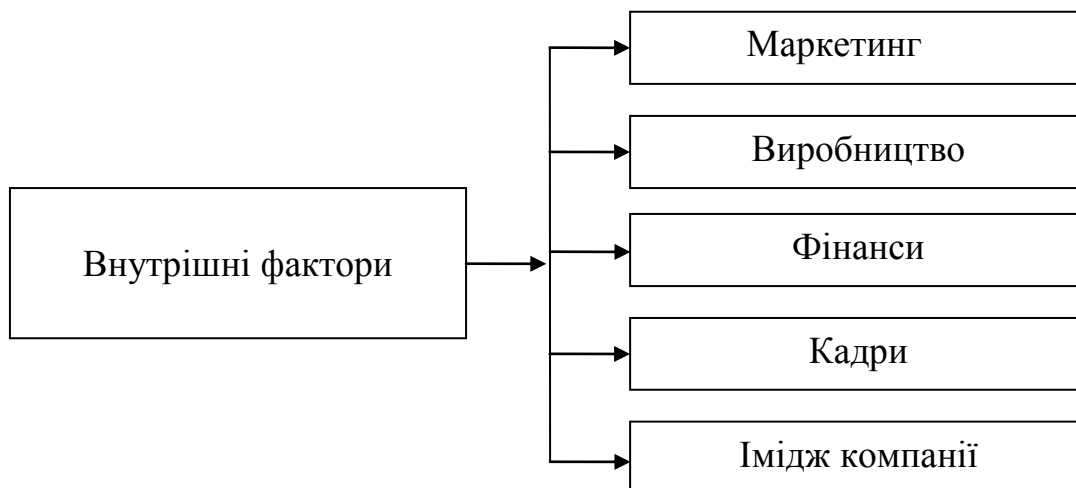 Маркетинг
Виробництво
Внутрішні фактори
Фінанси
Кадри
Імідж компанії